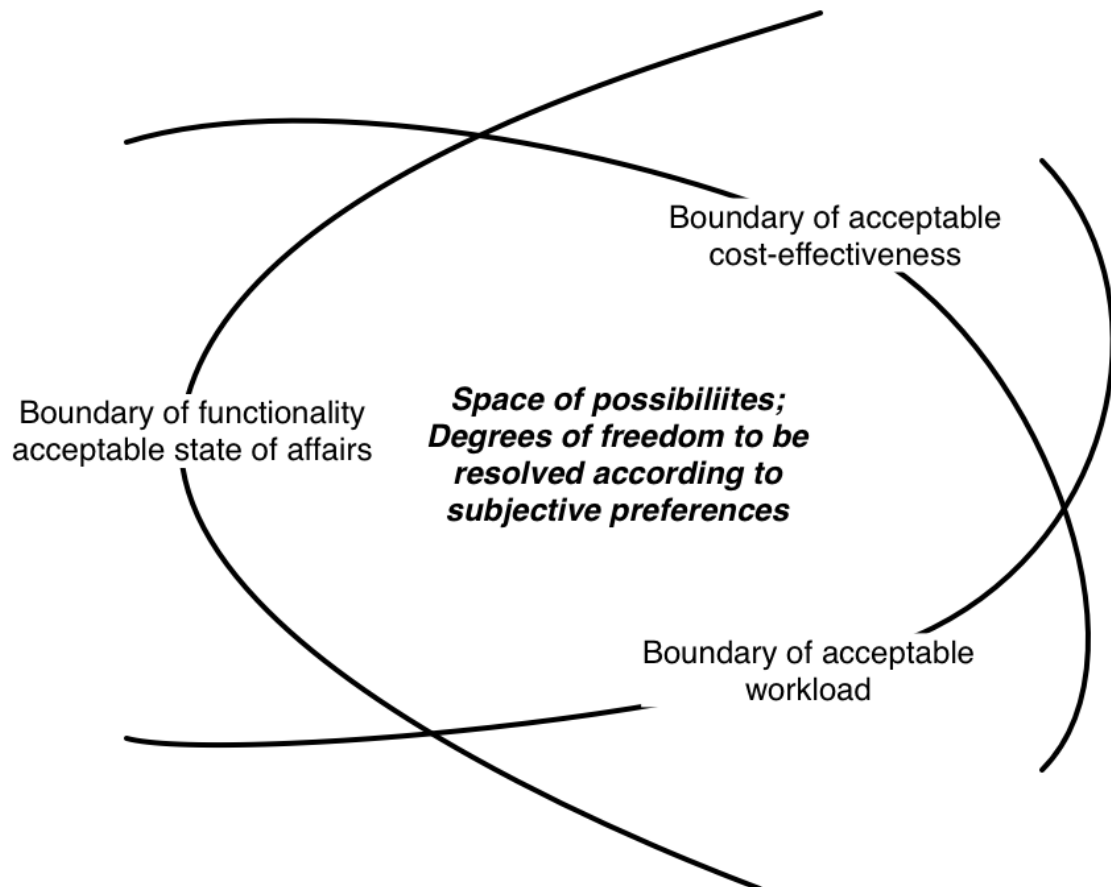 Boundary of acceptable
cost-effectiveness
Boundary of functionality
acceptable state of affairs
Space of possibiliites;
Degrees of freedom to be
resolved according to
subjective preferences
Boundary of acceptable
workload